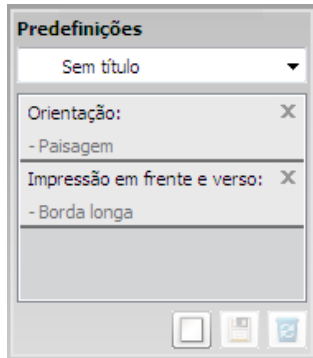 Predefinições
Sem título
Orientação:
- Paisagem
Impressão em frente e verso:
- Borda longa